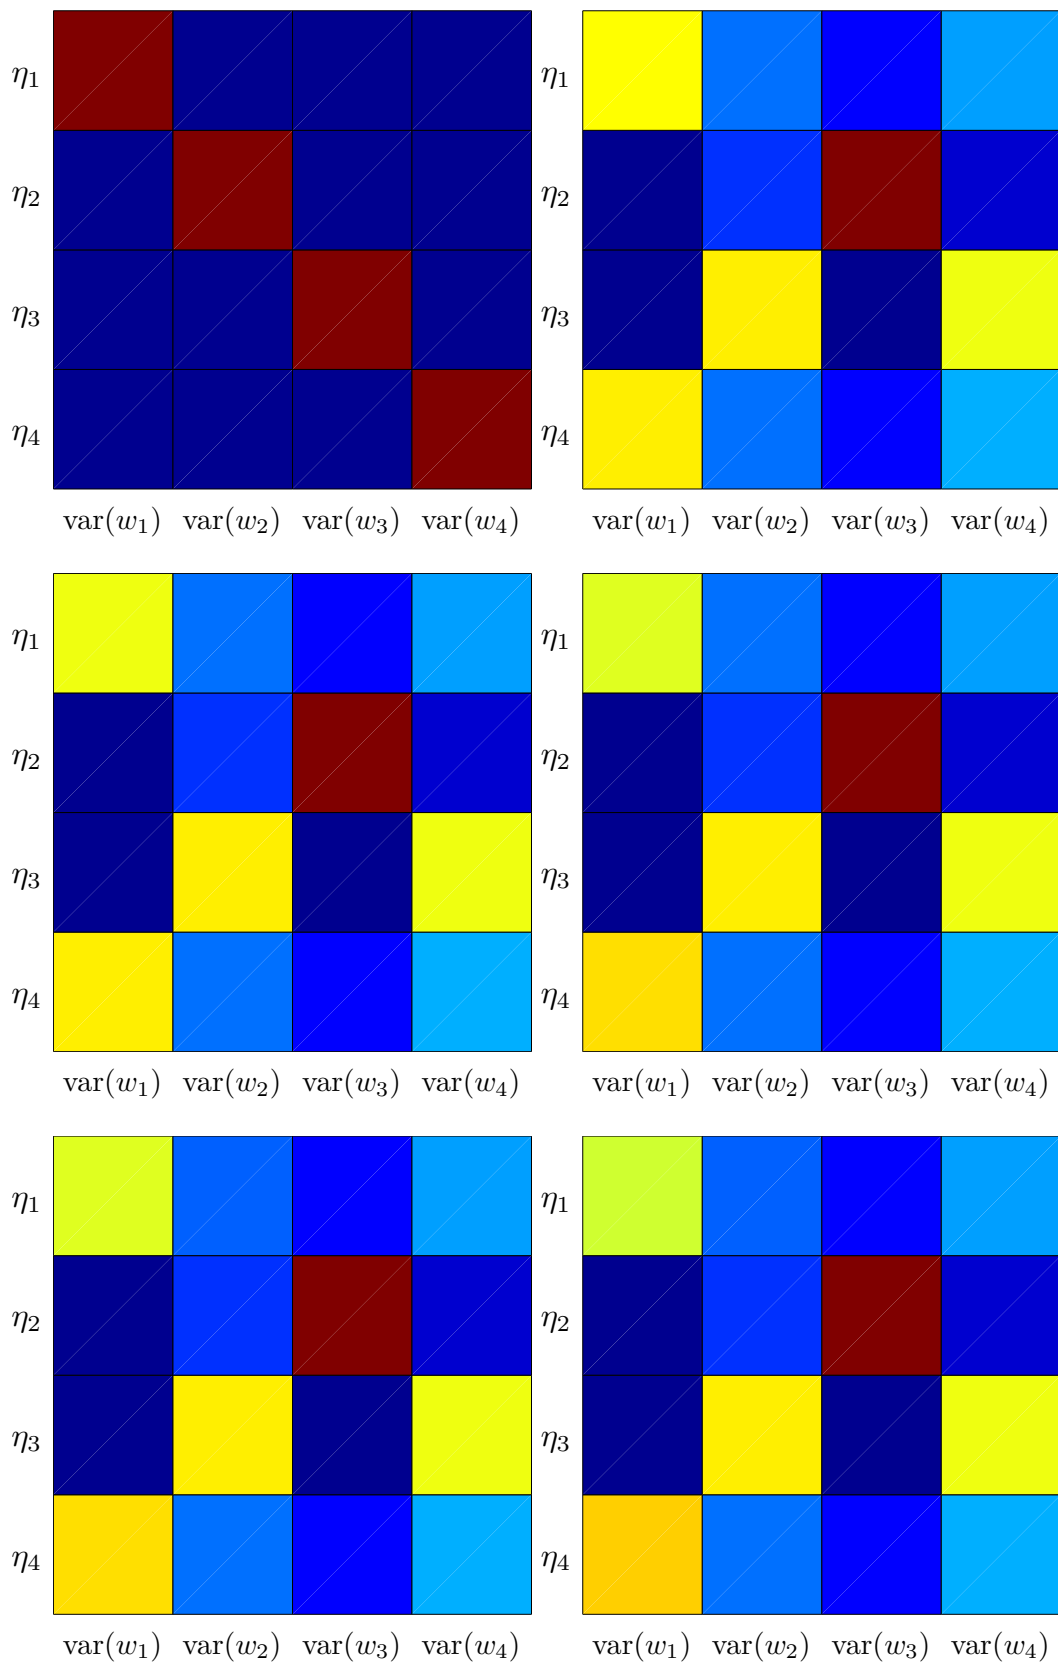 η₁ η₁
η₂ η₂
η₃ η₃
η₄ η₄
var(w₁) var(w₂) var(w₃) var(w₄) var(w₁) var(w₂) var(w₃) var(w₄)
η₁ η₁
η₂ η₂
η₃ η₃
η₄ η₄
var(w₁) var(w₂) var(w₃) var(w₄) var(w₁) var(w₂) var(w₃) var(w₄)
η₁ η₁
η₂ η₂
η₃ η₃
η₄ η₄
var(w₁) var(w₂) var(w₃) var(w₄) var(w₁) var(w₂) var(w₃) var(w₄)